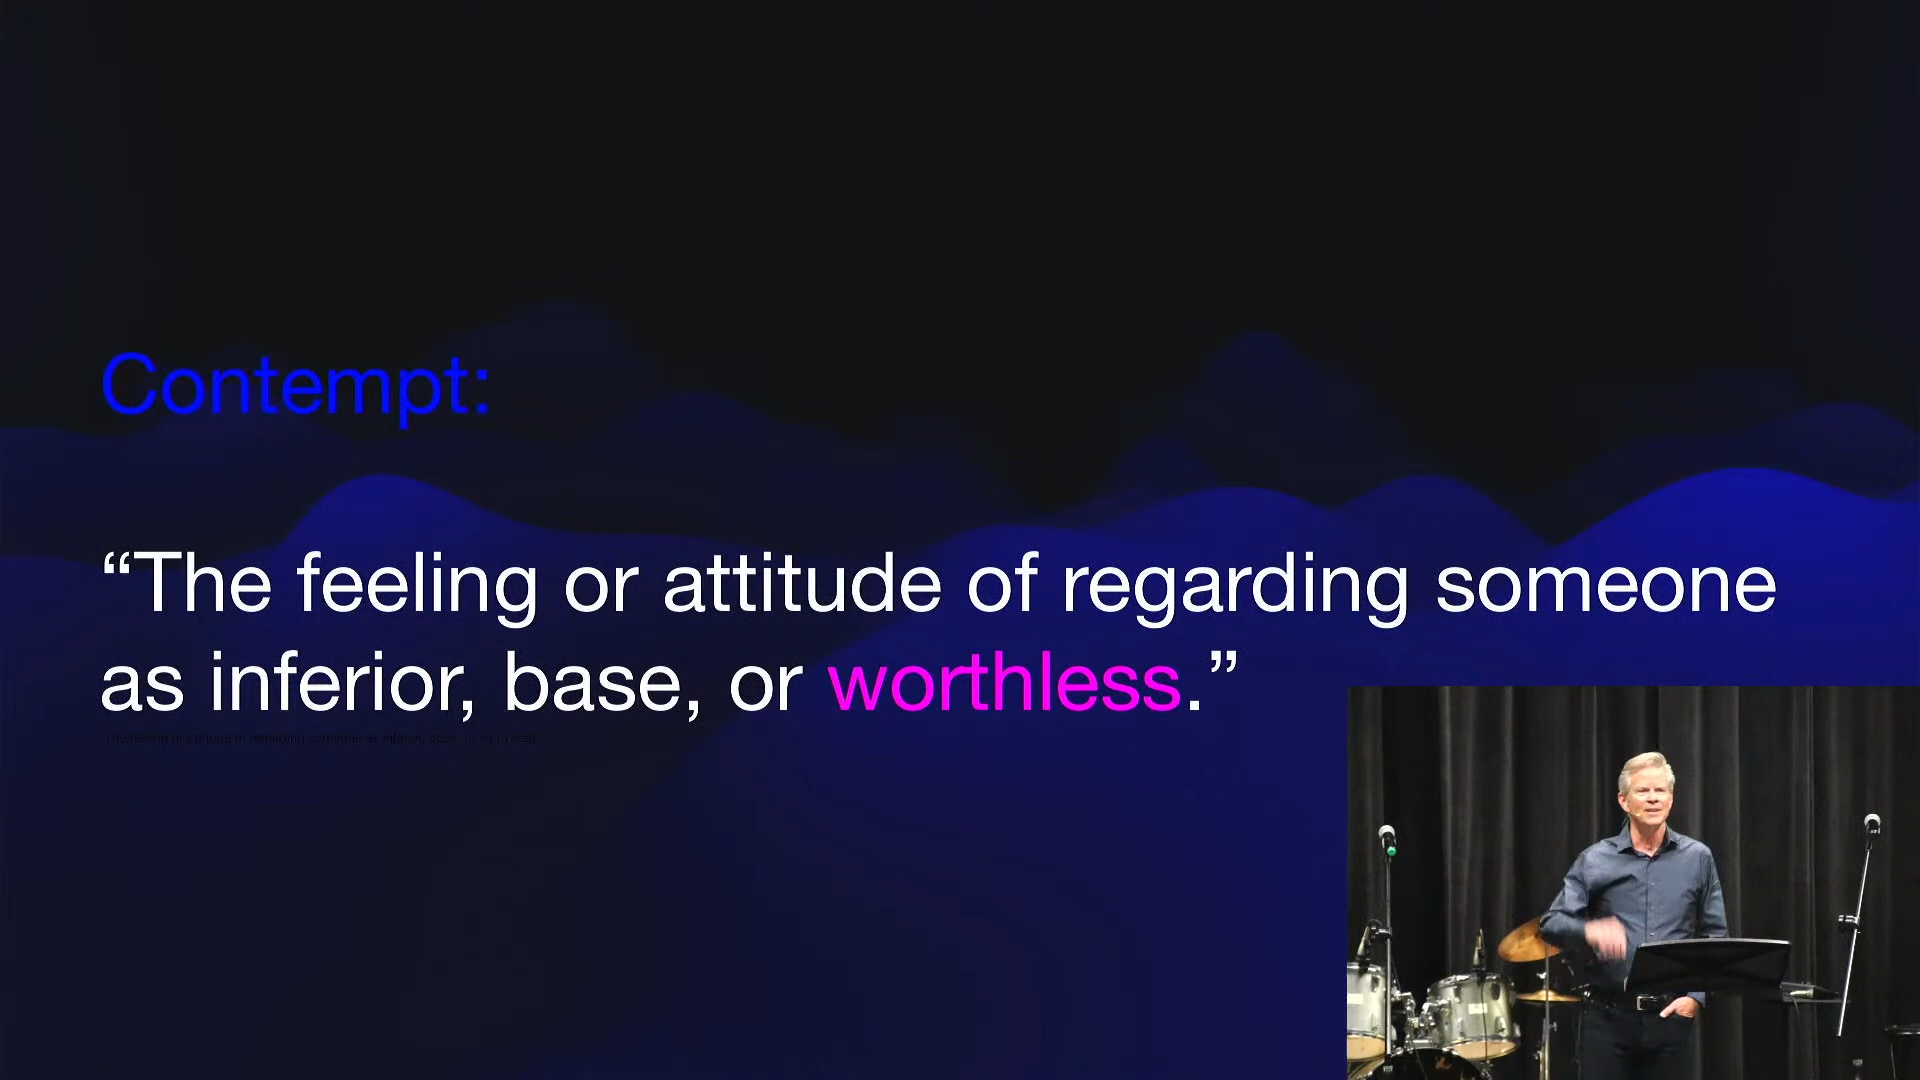 Contempt:
“The feeling or attitude of regarding someone
as inferior, base, or worthless.”